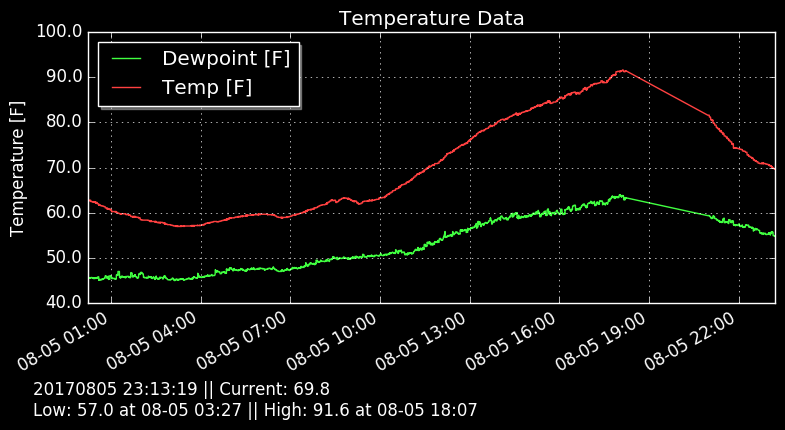 Temperature Data
100.0
90.0
80.0
70.0
60.0
50.0
40.0
Temperature [F]
Dewpoint [F]
Temp [F]
08-05 01:00
08-05 04:00
08-05 07:00
08-05 10:00
08-05 13:00
08-05 16:00
08-05 19:00
08-05 22:00
20170805 23:13:19 || Current: 69.8
Low: 57.0 at 08-05 03:27 || High: 91.6 at 08-05 18:07